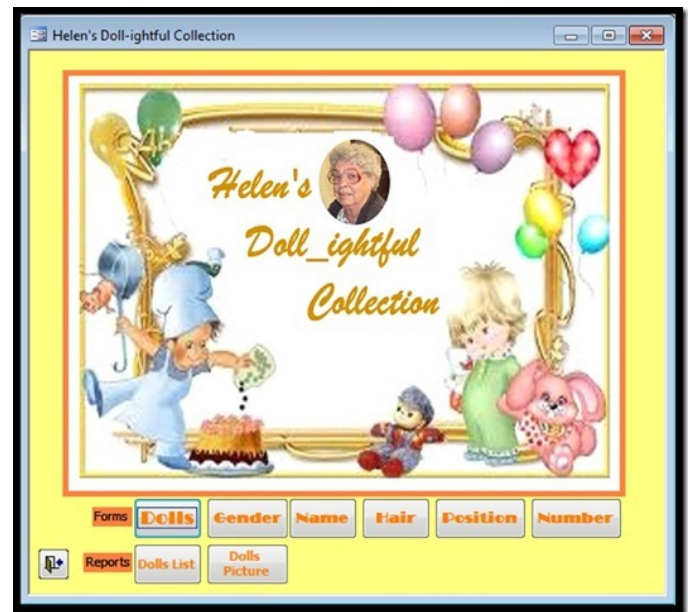 Helen's Doll-ightful Collection
Helen's
Doll_ightful
Collection
Forms Dolls Gender Name Hair Position Number
Reports Dolls List Dolls Picture